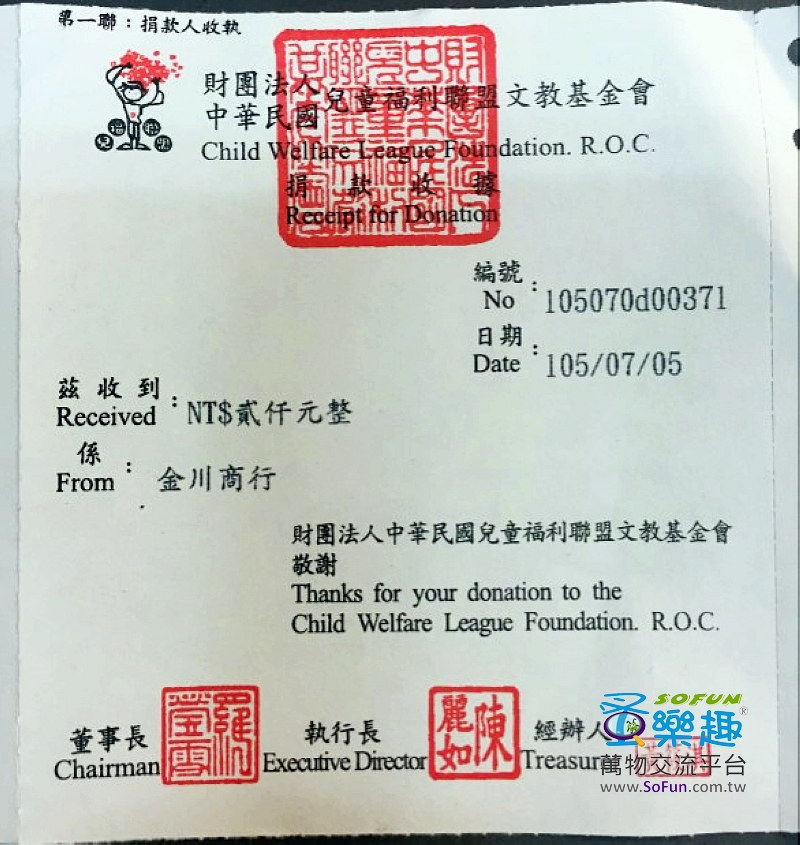 第一聯：捐款人收執
財團法人
中華民國兒童福利聯盟文教基金會
Child Welfare League Foundation. R.O.C.
捐款收據
Receipt for Donation
編號
No : 105070d00371
日期
Date : 105/07/05
茲收到
Received : NT$貳仟元整
係
From : 金川商行
財團法人中華民國兒童福利聯盟文教基金會
敬謝
Thanks for your donation to the
Child Welfare League Foundation. R.O.C.
董事長
Chairman
羅瑩雪
執行長
Executive Director
陳麗如
經辦人
Treasur
SOFUN
樂趣®
萬物交流平台
www.SoFun.com.tw